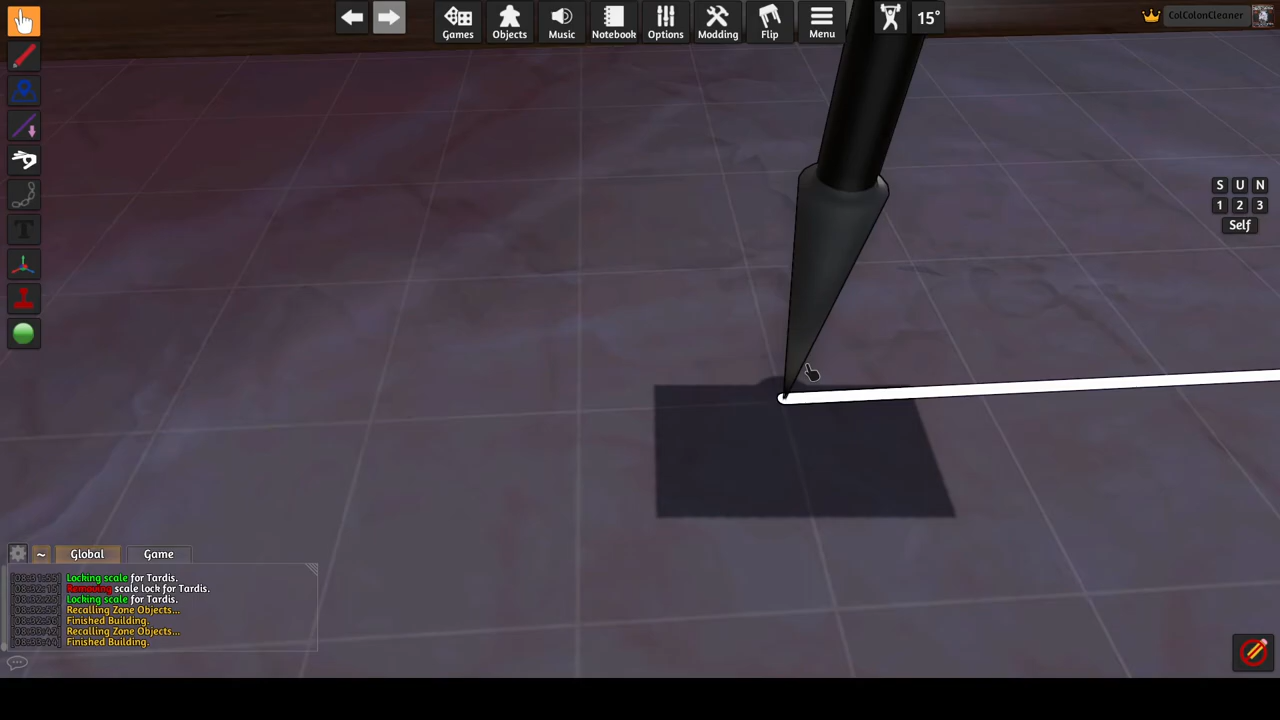 Games
Objects
Music
Notebook
Options
Modding
Flip
Menu
15°
ColColonCleaner
S U N
1 2 3
Self
T
~
Global
Game
Locking scale for Tardis.
Removing scale lock for Tardis.
Locking scale for Tardis.
Recalling Zone Objects...
Finished Building.
Recalling Zone Objects...
Finished Building.